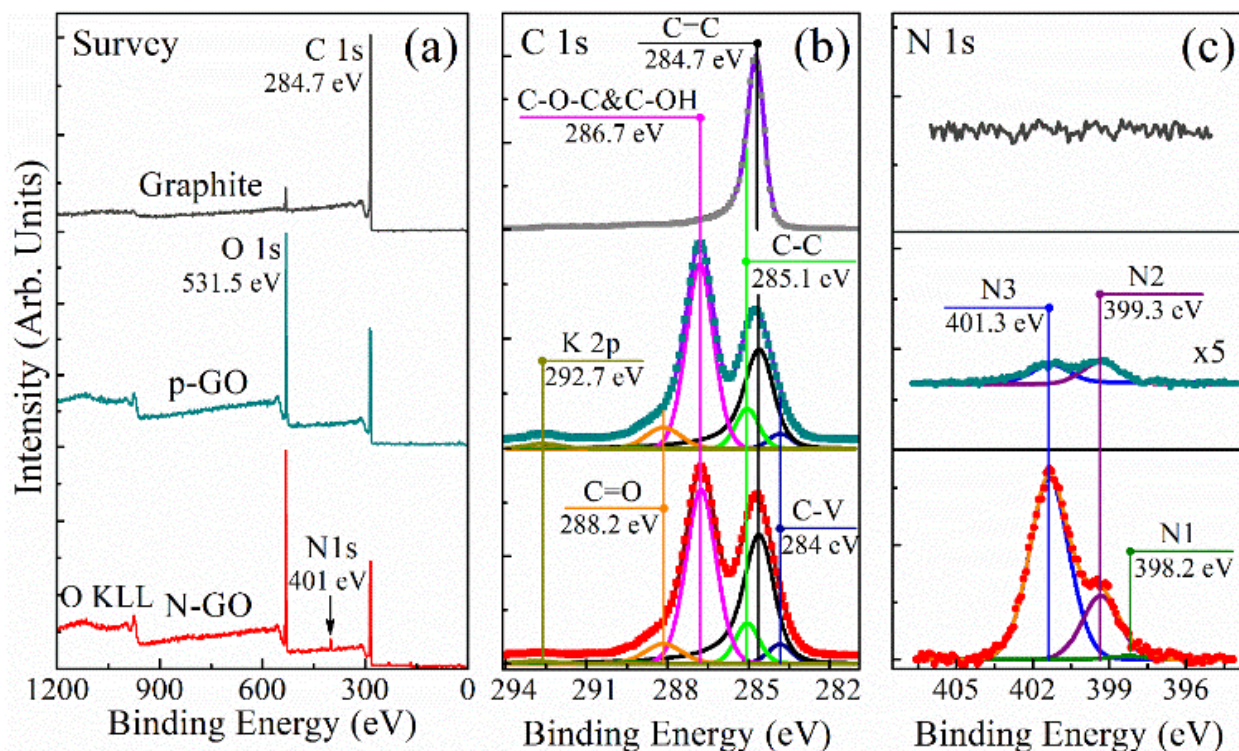 Intensity (Arb. Units)
Survey
(a)
C 1s
284.7 eV
Graphite
O 1s
531.5 eV
p-GO
N1s
401 eV
O KLL
N-GO
1200 900 600 300 0
Binding Energy (eV)
C 1s
(b)
C=C
284.7 eV
C-O-C&C-OH
286.7 eV
C-C
285.1 eV
K 2p
292.7 eV
C=O
288.2 eV
C-V
284 eV
294 291 288 285 282
Binding Energy (eV)
N 1s
(c)
N3
401.3 eV
N2
399.3 eV
x5
N1
398.2 eV
405 402 399 396
Binding Energy (eV)